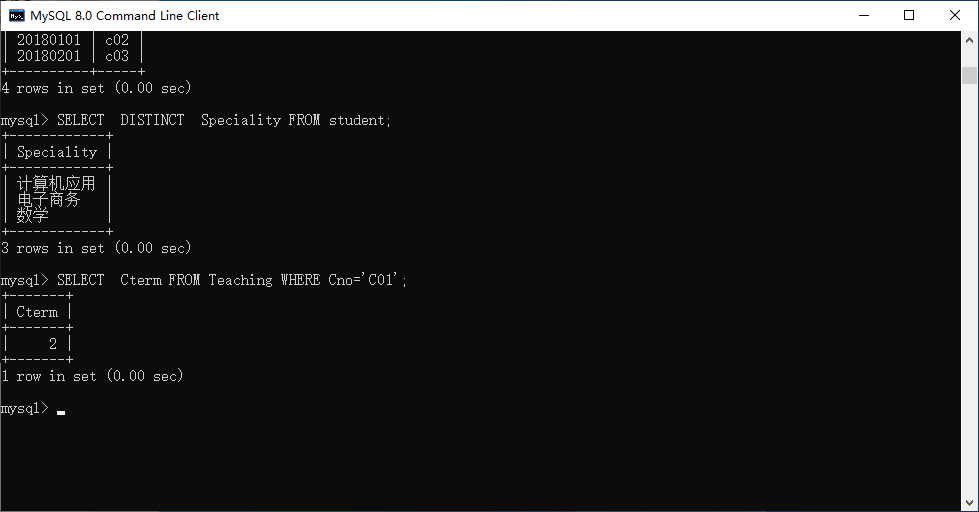 MySQL 8.0 Command Line Client
| 20180101 | c02 |
| 20180201 | c03 |
+----------+-----+
4 rows in set (0.00 sec)
mysql> SELECT  DISTINCT  Speciality FROM student;
+------------+
| Speciality |
+------------+
| 计算机应用 |
| 电子商务   |
| 数学       |
+------------+
3 rows in set (0.00 sec)
mysql> SELECT  Cterm FROM Teaching WHERE Cno='C01';
+-------+
| Cterm |
+-------+
|     2 |
+-------+
1 row in set (0.00 sec)
mysql>